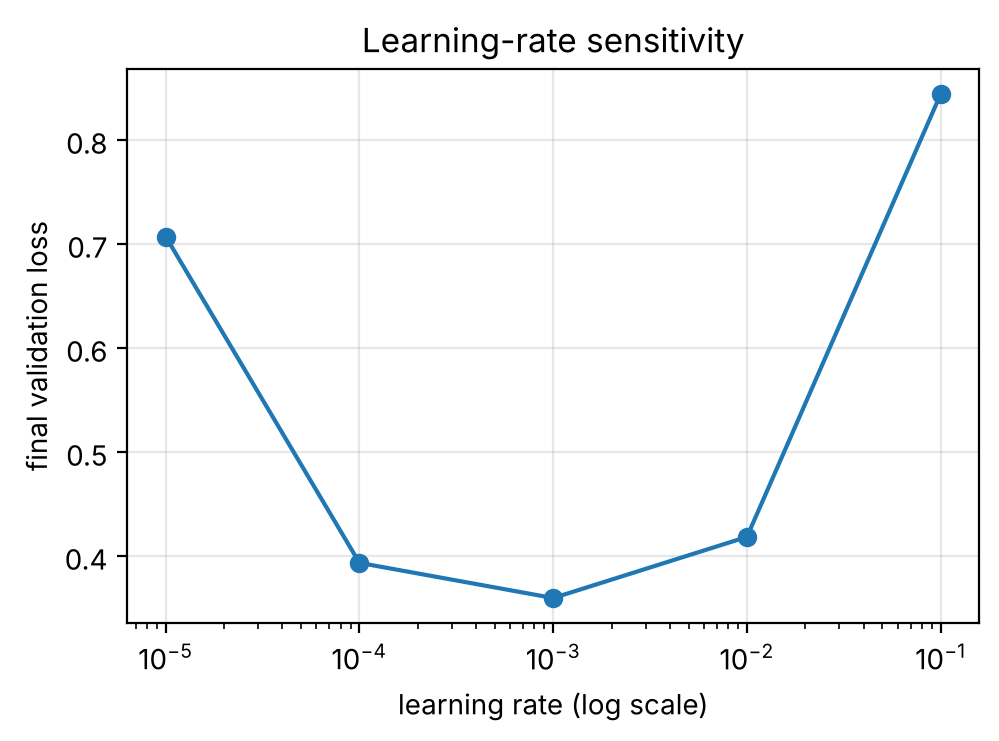 Learning-rate sensitivity
final validation loss
0.8
0.7
0.6
0.5
0.4
10⁻⁵ 10⁻⁴ 10⁻³ 10⁻² 10⁻¹
learning rate (log scale)